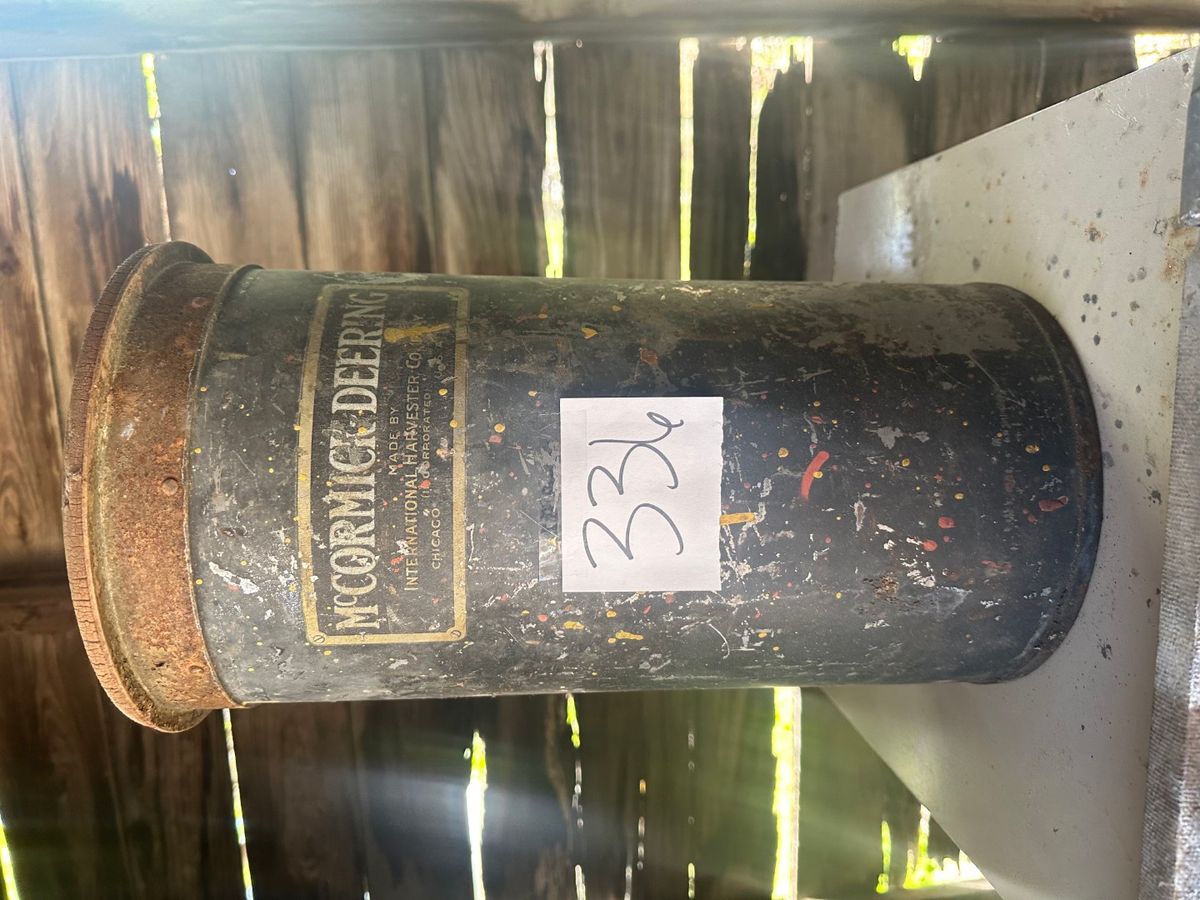 McCORMICK-DEERING
MADE BY
INTERNATIONAL HARVESTER CO.
CHICAGO (INCORPORATED) U.S.A.
336